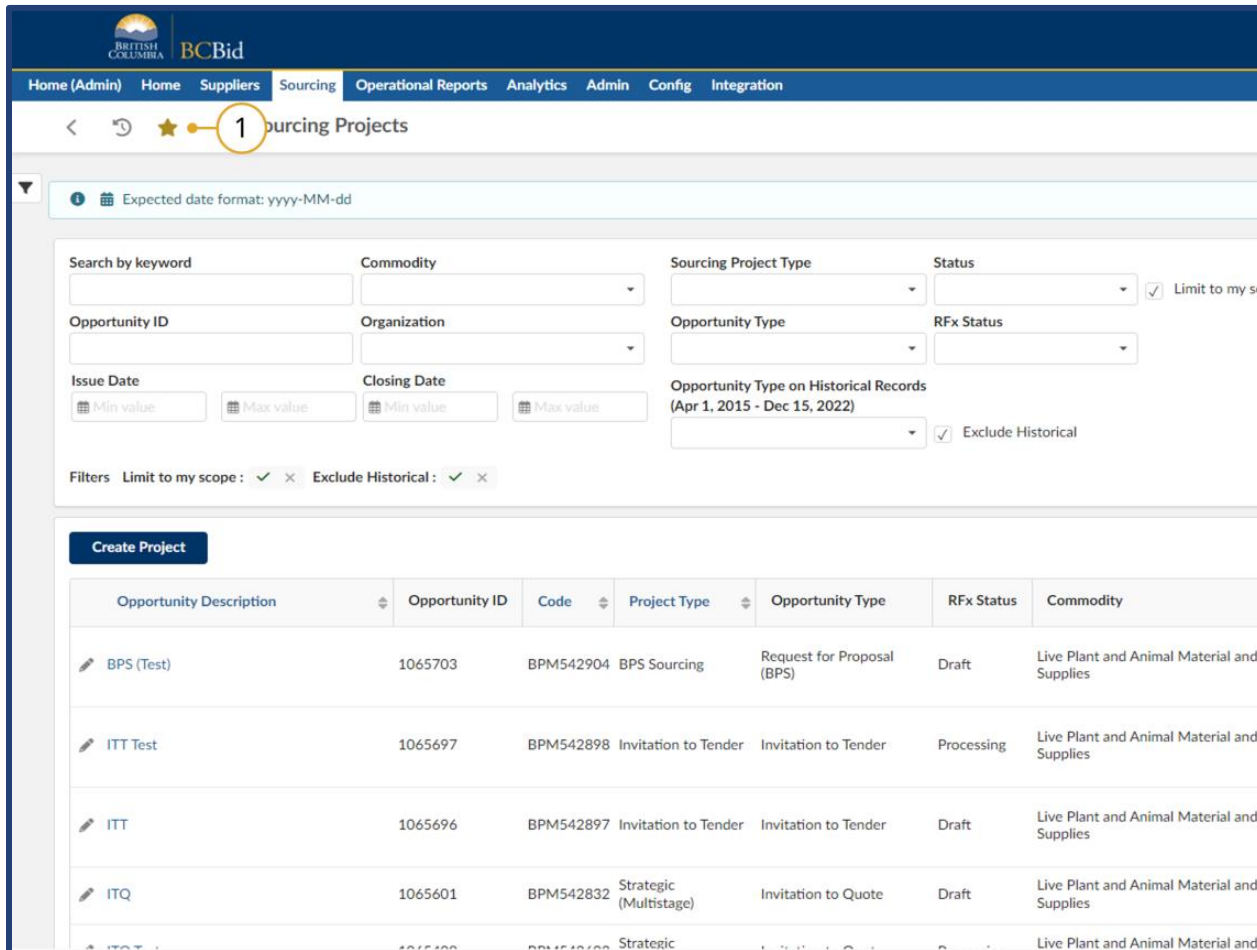 BRITISH
COLUMBIA
BCBid
Home (Admin) Home Suppliers Sourcing Operational Reports Analytics Admin Config Integration
1 ourcing Projects
Expected date format: yyyy-MM-dd
Search by keyword Commodity Sourcing Project Type Status
Limit to my s
Opportunity ID Organization Opportunity Type RFx Status
Issue Date Closing Date Opportunity Type on Historical Records
Min value Max value Min value Max value (Apr 1, 2015 - Dec 15, 2022)
Exclude Historical
Filters Limit to my scope : Exclude Historical :
Create Project
Opportunity Description Opportunity ID Code Project Type Opportunity Type RFx Status Commodity
BPS (Test) 1065703 BPM542904 BPS Sourcing Request for Proposal (BPS) Draft Live Plant and Animal Material and Supplies
ITT Test 1065697 BPM542898 Invitation to Tender Invitation to Tender Processing Live Plant and Animal Material and Supplies
ITT 1065696 BPM542897 Invitation to Tender Invitation to Tender Draft Live Plant and Animal Material and Supplies
ITQ 1065601 BPM542832 Strategic (Multistage) Invitation to Quote Draft Live Plant and Animal Material and Supplies
Strategic Live Plant and Animal Material and